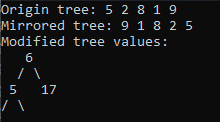 Origin tree: 5 2 8 1 9
Mirrored tree: 9 1 8 2 5
Modified tree values:
    6
   / \
 5   17
/ \